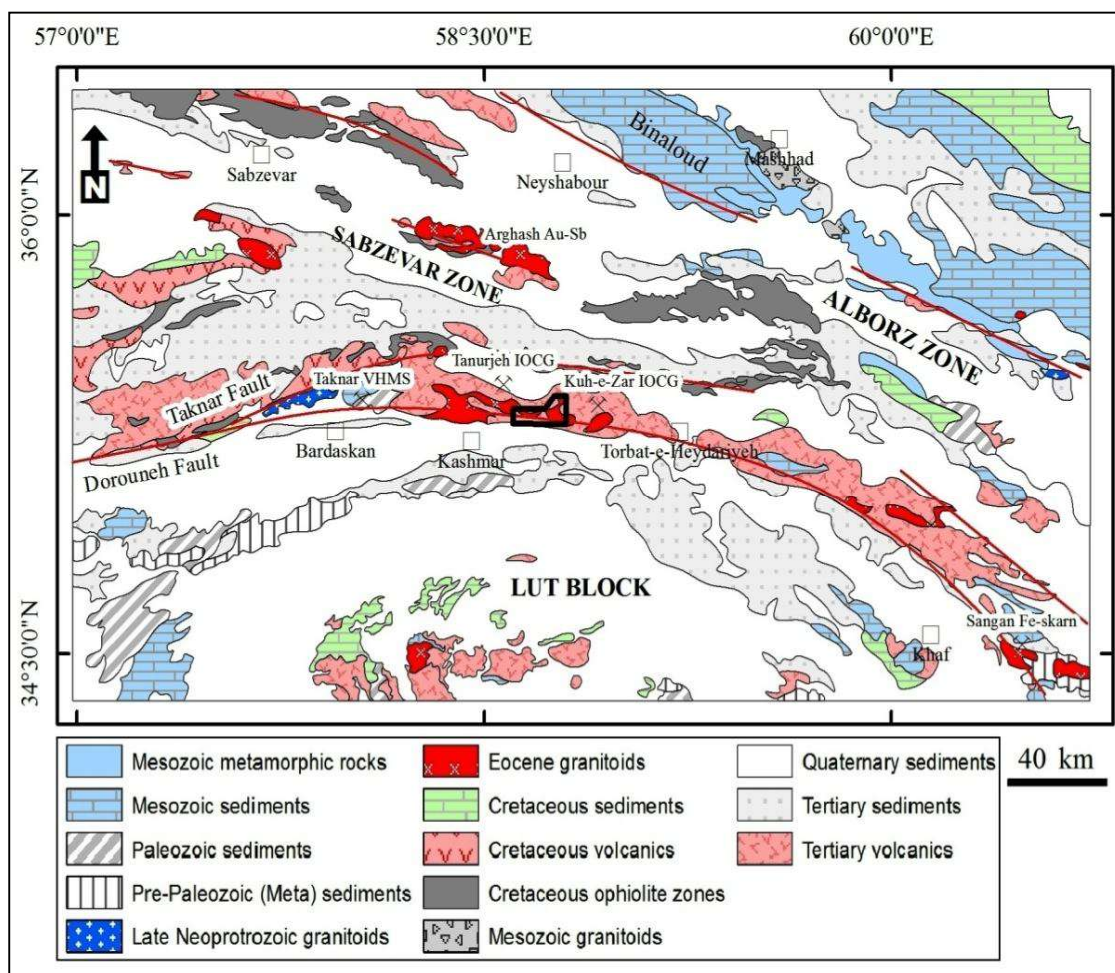 57°0'0"E
58°30'0"E
60°0'0"E
36°0'0"N
34°30'0"N
N
Binaloud
Mashhad
Sabzevar
Neyshabour
Arghash Au-Sb
SABZEVAR ZONE
ALBORZ ZONE
Tanurjeh IOCG
Taknar VHMS
Kuh-e-Zar IOCG
Taknar Fault
Dorouneh Fault
Bardaskan
Kashmar
Torbat-e-Heydariyeh
LUT BLOCK
Sangan Fe-skarn
Khaf
Mesozoic metamorphic rocks
Mesozoic sediments
Paleozoic sediments
Pre-Paleozoic (Meta) sediments
Late Neoprotrozoic granitoids
Eocene granitoids
Cretaceous sediments
Cretaceous volcanics
Cretaceous ophiolite zones
Mesozoic granitoids
Quaternary sediments
Tertiary sediments
Tertiary volcanics
40 km